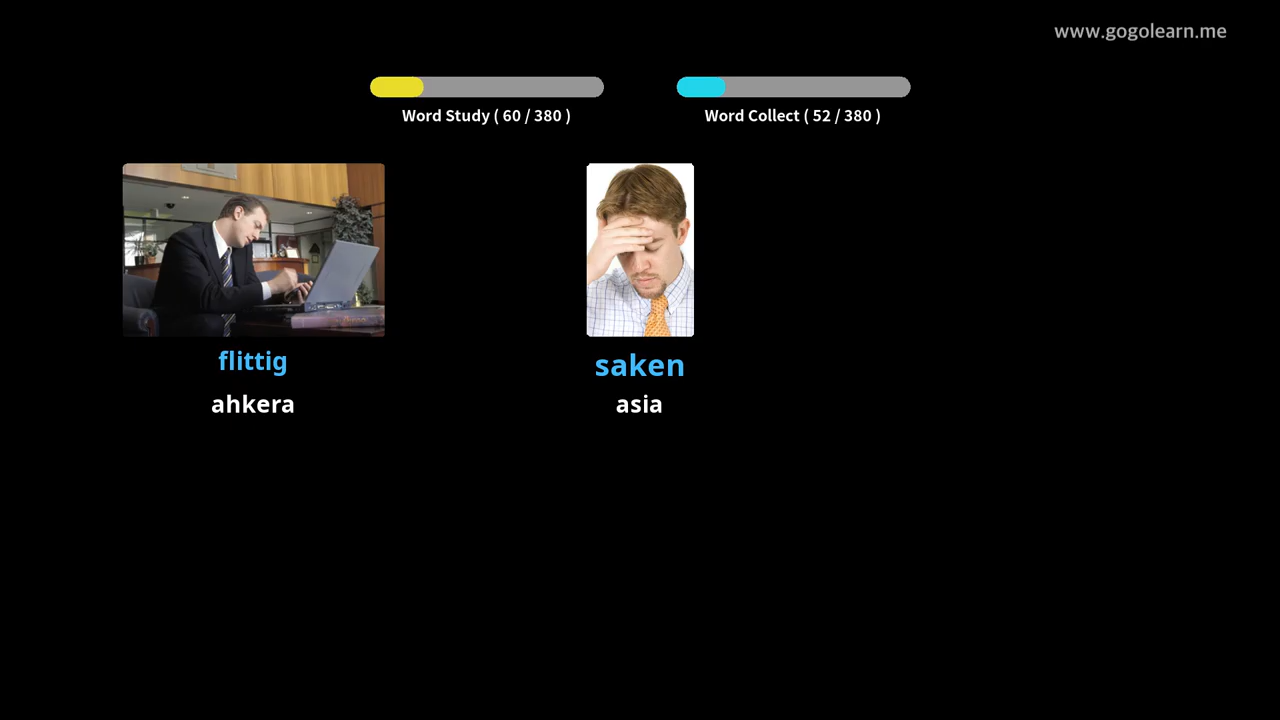 www.gogolearn.me
Word Study ( 60 / 380 )
Word Collect ( 52 / 380 )
flittig
saken
ahkera
asia